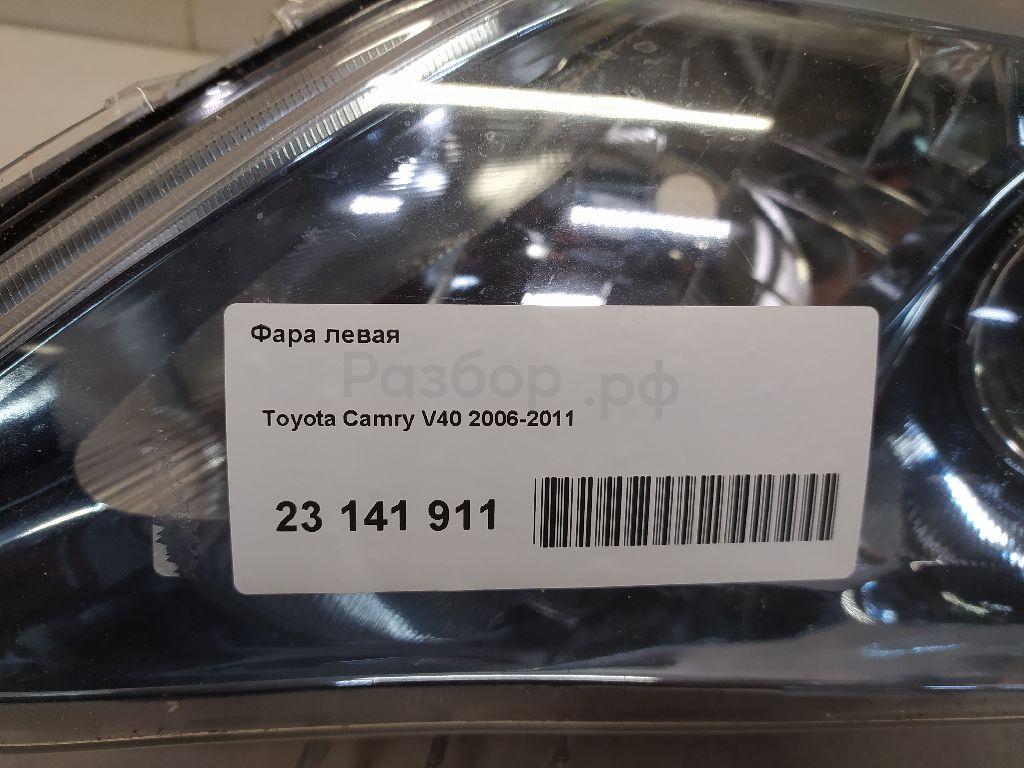 Фара левая
Разбор.рф
Toyota Camry V40 2006-2011
23 141 911